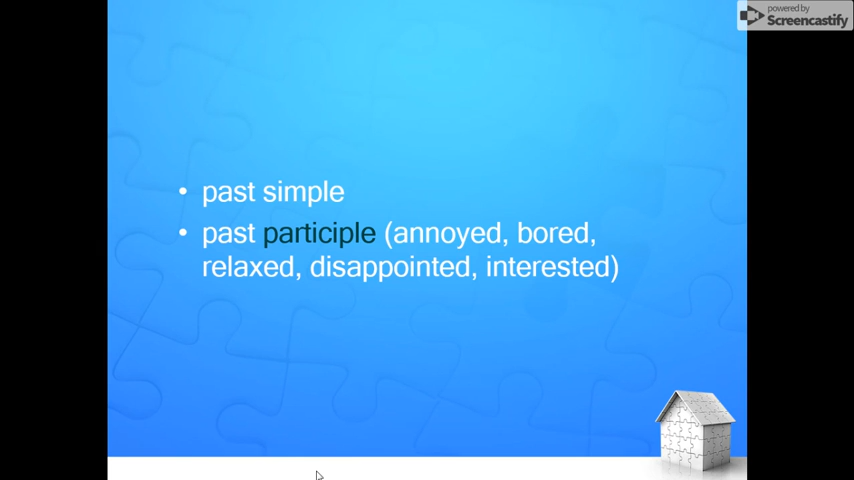 powered by
Screencastify
• past simple
• past participle (annoyed, bored,
relaxed, disappointed, interested)